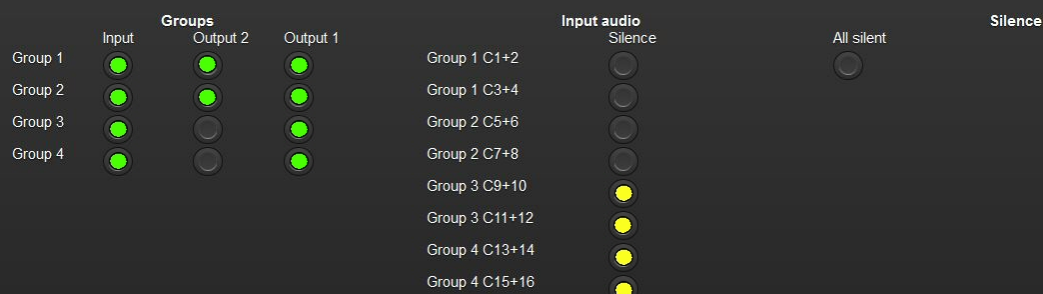 Groups
Input Output 2 Output 1
Group 1
Group 2
Group 3
Group 4
Input audio
Silence
Group 1 C1+2
Group 1 C3+4
Group 2 C5+6
Group 2 C7+8
Group 3 C9+10
Group 3 C11+12
Group 4 C13+14
Group 4 C15+16
All silent
Silence